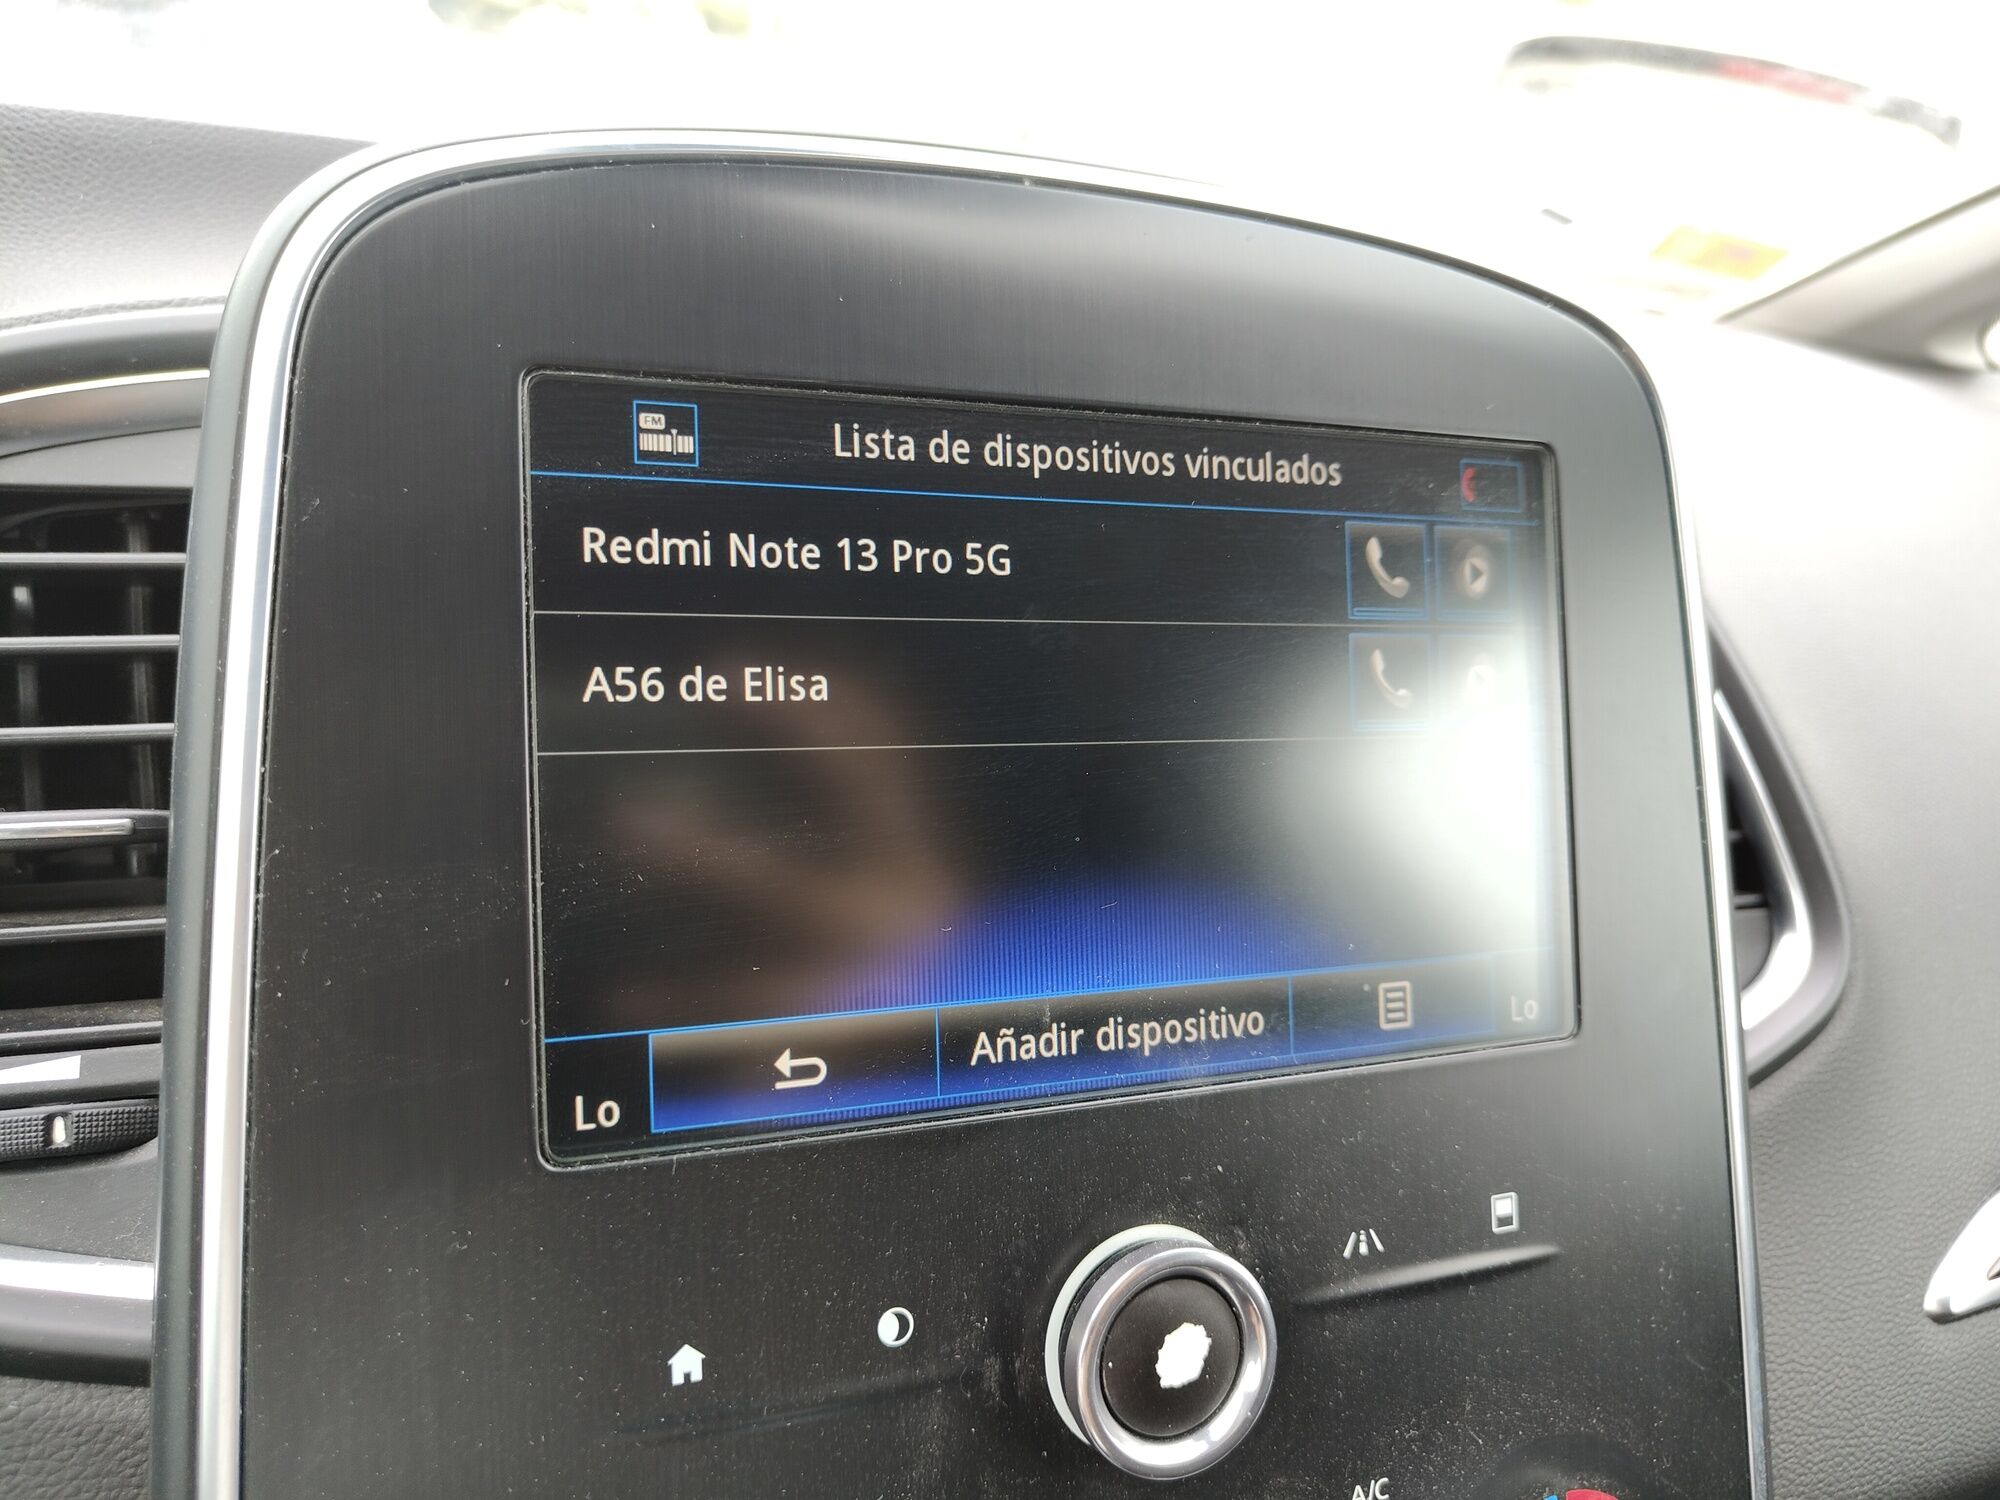 FM
Lista de dispositivos vinculados
Redmi Note 13 Pro 5G
A56 de Elisa
Lo
Añadir dispositivo
Lo
A/C